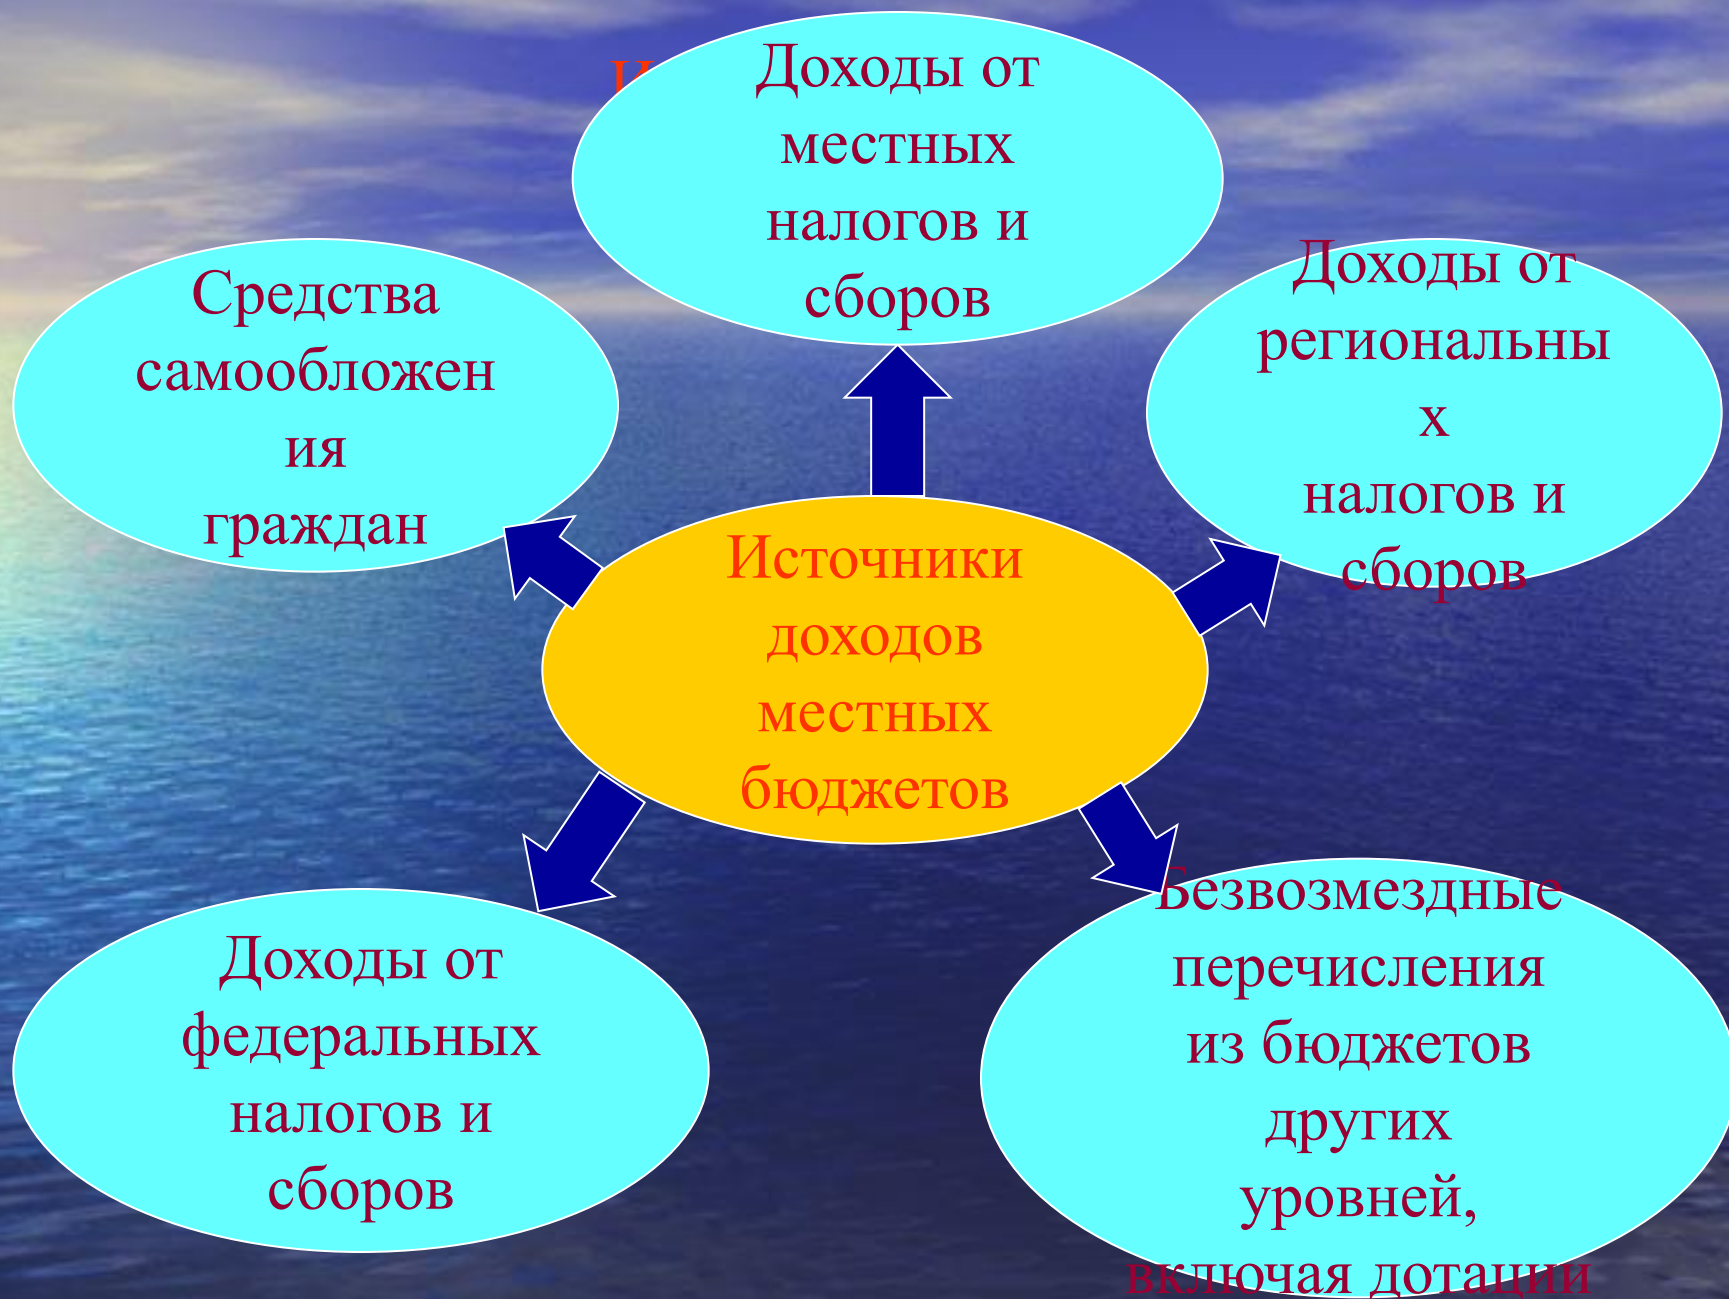 Доходы от
местных
налогов и
сборов
Средства
самообложен
ия
граждан
Доходы от
региональны
х
налогов и
сборов
Источники
доходов
местных
бюджетов
Доходы от
федеральных
налогов и
сборов
Безвозмездные
перечисления
из бюджетов
других
уровней,
включая дотации